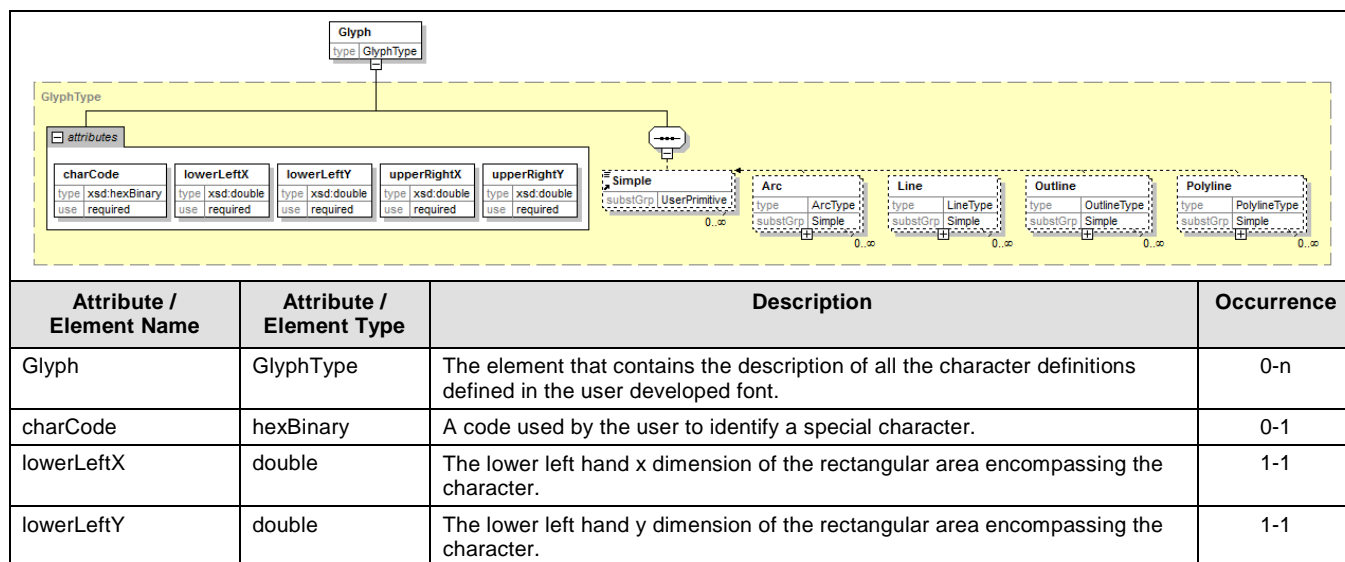 Glyph
type GlyphType
GlyphType
attributes
charCode lowerLeftX lowerLeftY upperRightX upperRightY
type xsd:hexBinary type xsd:double type xsd:double type xsd:double type xsd:double
use required use required use required use required use required
Simple
substGrp UserPrimitive
0..∞
Arc Line Outline Polyline
type ArcType type LineType type OutlineType type PolylineType
substGrp Simple substGrp Simple substGrp Simple substGrp Simple
0..∞ 0..∞ 0..∞ 0..∞
Attribute / Attribute / Description Occurrence
Element Name Element Type
Glyph GlyphType The element that contains the description of all the character definitions 0-n
defined in the user developed font.
charCode hexBinary A code used by the user to identify a special character. 0-1
lowerLeftX double The lower left hand x dimension of the rectangular area encompassing the 1-1
character.
lowerLeftY double The lower left hand y dimension of the rectangular area encompassing the 1-1
character.